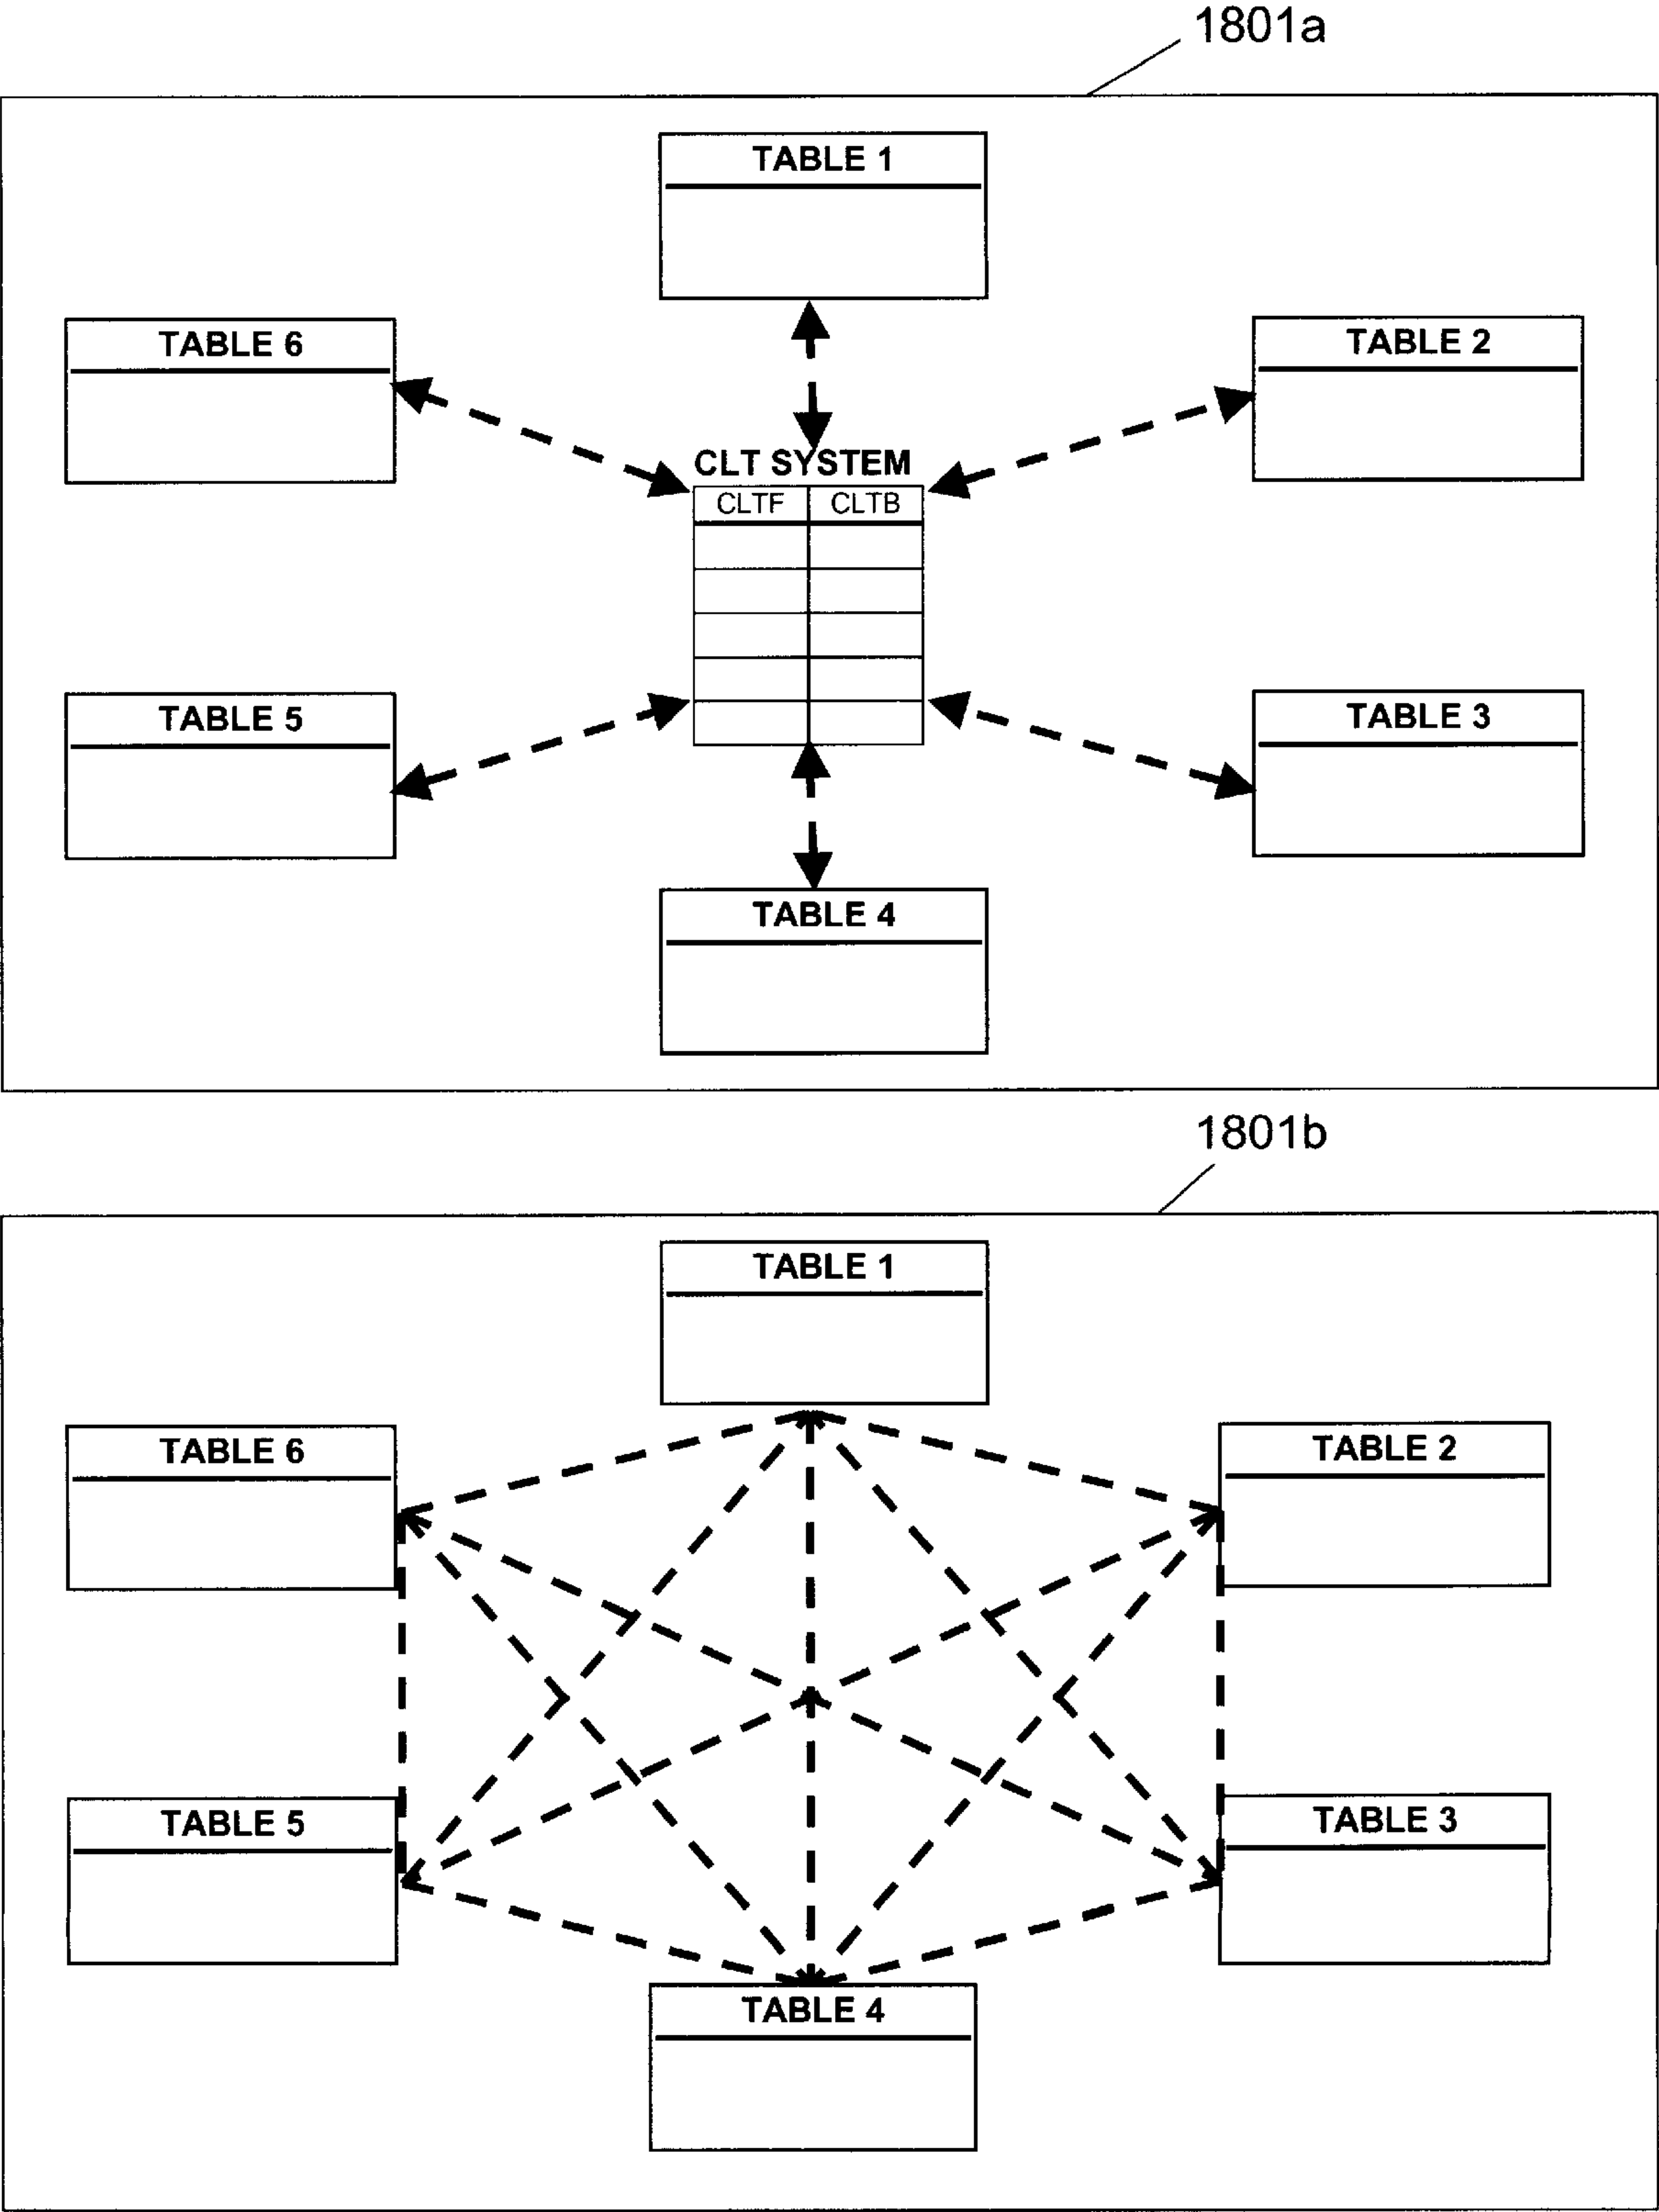 1801a
TABLE 1
TABLE 6
TABLE 2
CLT SYSTEM
CLTF CLTB
TABLE 5
TABLE 3
TABLE 4
1801b
TABLE 1
TABLE 6
TABLE 2
TABLE 5
TABLE 3
TABLE 4